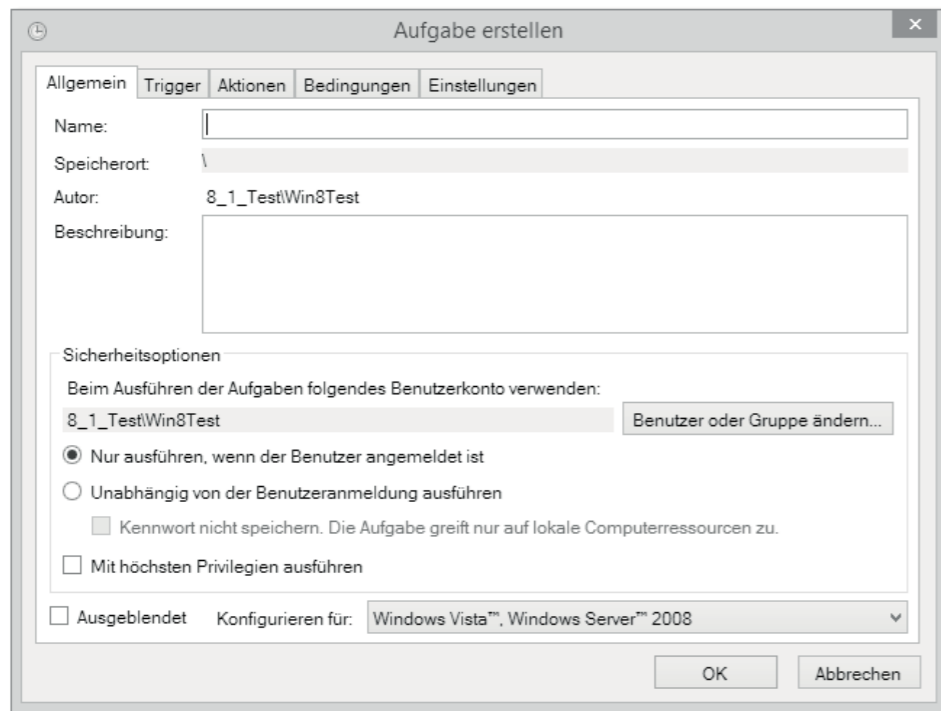 Aufgabe erstellen
Allgemein Trigger Aktionen Bedingungen Einstellungen
Name:
Speicherort: \
Autor: 8_1_Test\Win8Test
Beschreibung:
Sicherheitsoptionen
Beim Ausführen der Aufgaben folgendes Benutzerkonto verwenden:
8_1_Test\Win8Test Benutzer oder Gruppe ändern...
Nur ausführen, wenn der Benutzer angemeldet ist
Unabhängig von der Benutzeranmeldung ausführen
Kennwort nicht speichern. Die Aufgabe greift nur auf lokale Computerressourcen zu.
Mit höchsten Privilegien ausführen
Ausgeblendet Konfigurieren für: Windows Vista™, Windows Server™ 2008
OK Abbrechen